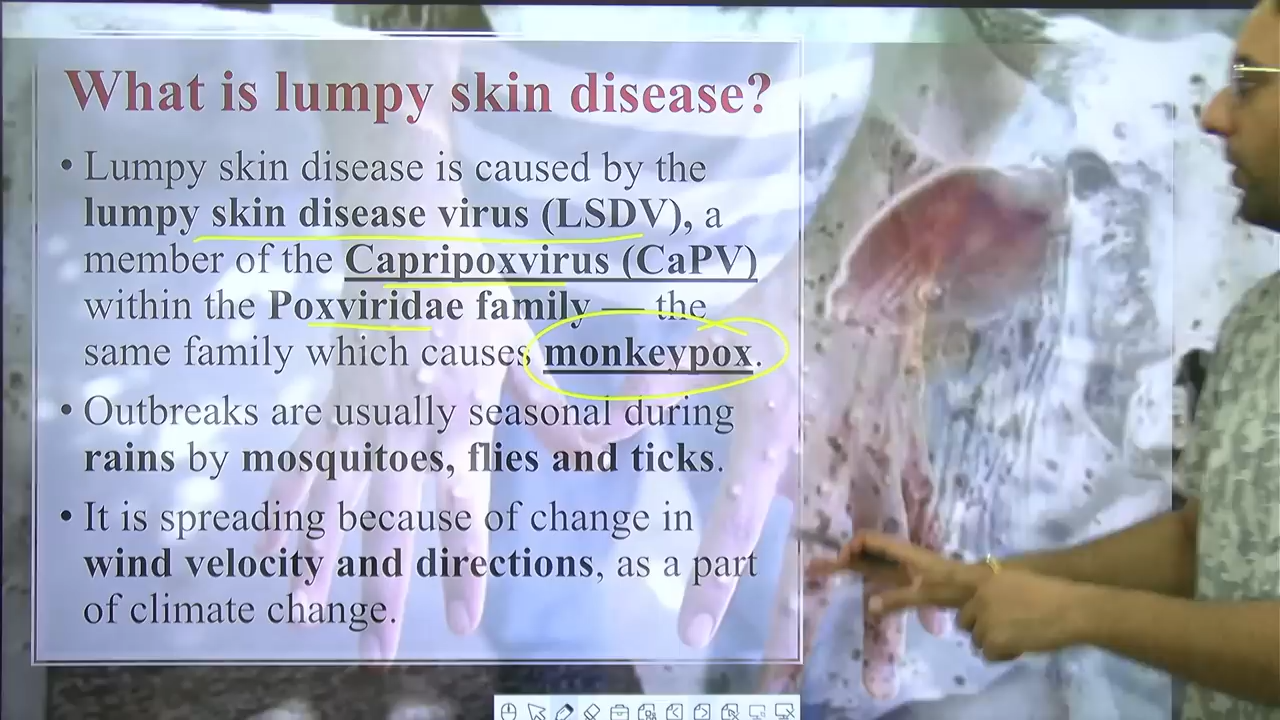 What is lumpy skin disease?
• Lumpy skin disease is caused by the
lumpy skin disease virus (LSDV), a
member of the Capripoxvirus (CaPV)
within the Poxviridae family — the
same family which causes monkeypox.
• Outbreaks are usually seasonal during
rains by mosquitoes, flies and ticks.
• It is spreading because of change in
wind velocity and directions, as a part
of climate change.